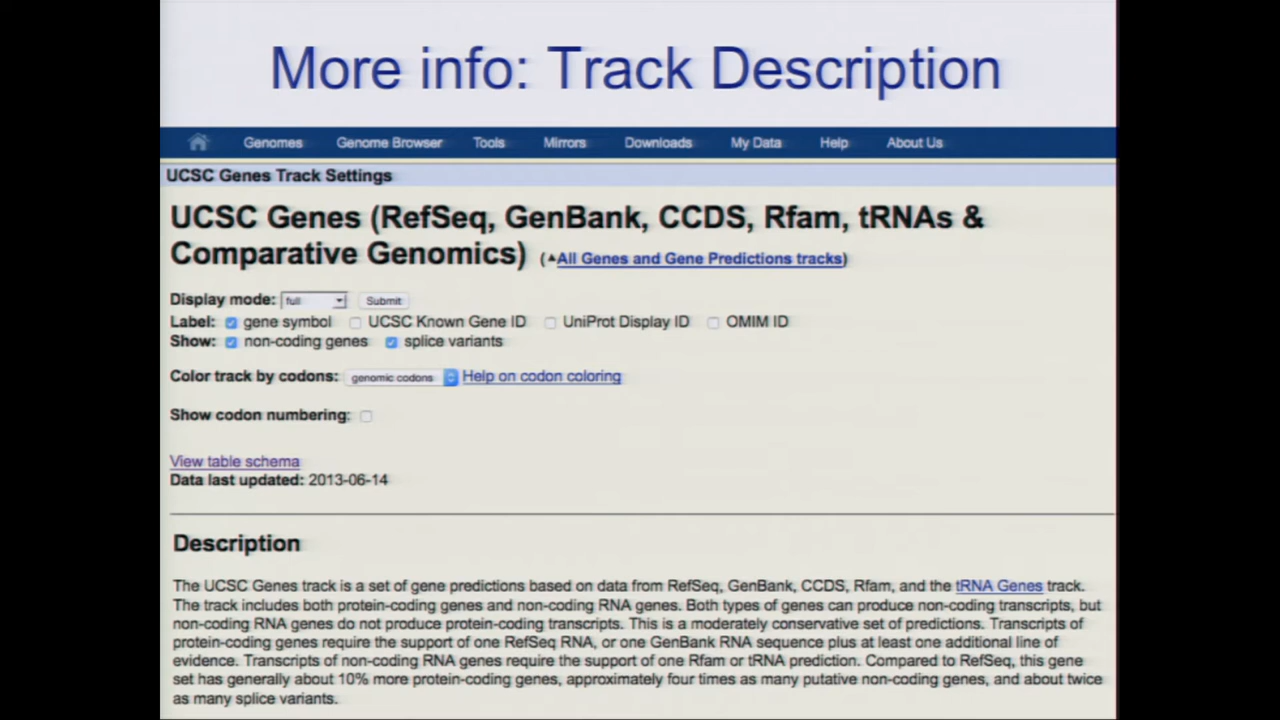 More info: Track Description
Genomes Genome Browser Tools Mirrors Downloads My Data Help About Us
UCSC Genes Track Settings
UCSC Genes (RefSeq, GenBank, CCDS, Rfam, tRNAs &
Comparative Genomics) (▲All Genes and Gene Predictions tracks)
Display mode: full Submit
Label: gene symbol UCSC Known Gene ID UniProt Display ID OMIM ID
Show: non-coding genes splice variants
Color track by codons: genomic codons Help on codon coloring
Show codon numbering:
View table schema
Data last updated: 2013-06-14
Description
The UCSC Genes track is a set of gene predictions based on data from RefSeq, GenBank, CCDS, Rfam, and the tRNA Genes track.
The track includes both protein-coding genes and non-coding RNA genes. Both types of genes can produce non-coding transcripts, but
non-coding RNA genes do not produce protein-coding transcripts. This is a moderately conservative set of predictions. Transcripts of
protein-coding genes require the support of one RefSeq RNA, or one GenBank RNA sequence plus at least one additional line of
evidence. Transcripts of non-coding RNA genes require the support of one Rfam or tRNA prediction. Compared to RefSeq, this gene
set has generally about 10% more protein-coding genes, approximately four times as many putative non-coding genes, and about twice
as many splice variants.